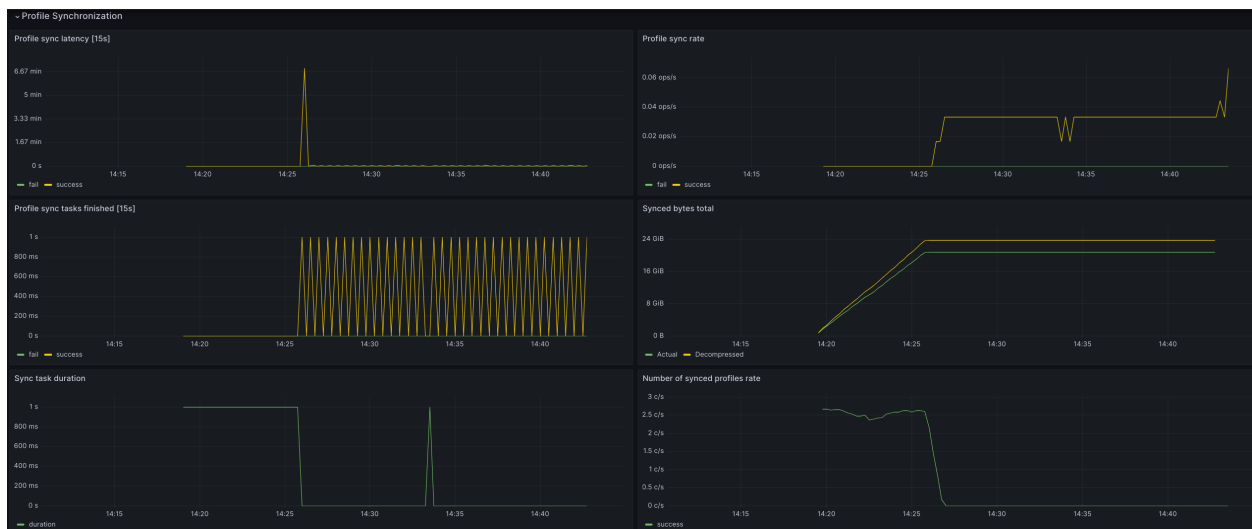 Profile Synchronization
Profile sync latency [15s]
6.67 min
5 min
3.33 min
1.67 min
0 s
14:15 14:20 14:25 14:30 14:35 14:40
fail success
Profile sync rate
0.06 ops/s
0.04 ops/s
0.02 ops/s
0 ops/s
14:15 14:20 14:25 14:30 14:35 14:40
fail success
Profile sync tasks finished [15s]
1 s
800 ms
600 ms
400 ms
200 ms
0 s
14:15 14:20 14:25 14:30 14:35 14:40
fail success
Synced bytes total
24 GiB
16 GiB
8 GiB
0 B
14:15 14:20 14:25 14:30 14:35 14:40
Actual Decompressed
Sync task duration
1 s
800 ms
600 ms
400 ms
200 ms
0 s
14:15 14:20 14:25 14:30 14:35 14:40
duration
Number of synced profiles rate
3 c/s
2.5 c/s
2 c/s
1.5 c/s
1 c/s
0.5 c/s
0 c/s
14:15 14:20 14:25 14:30 14:35 14:40
success